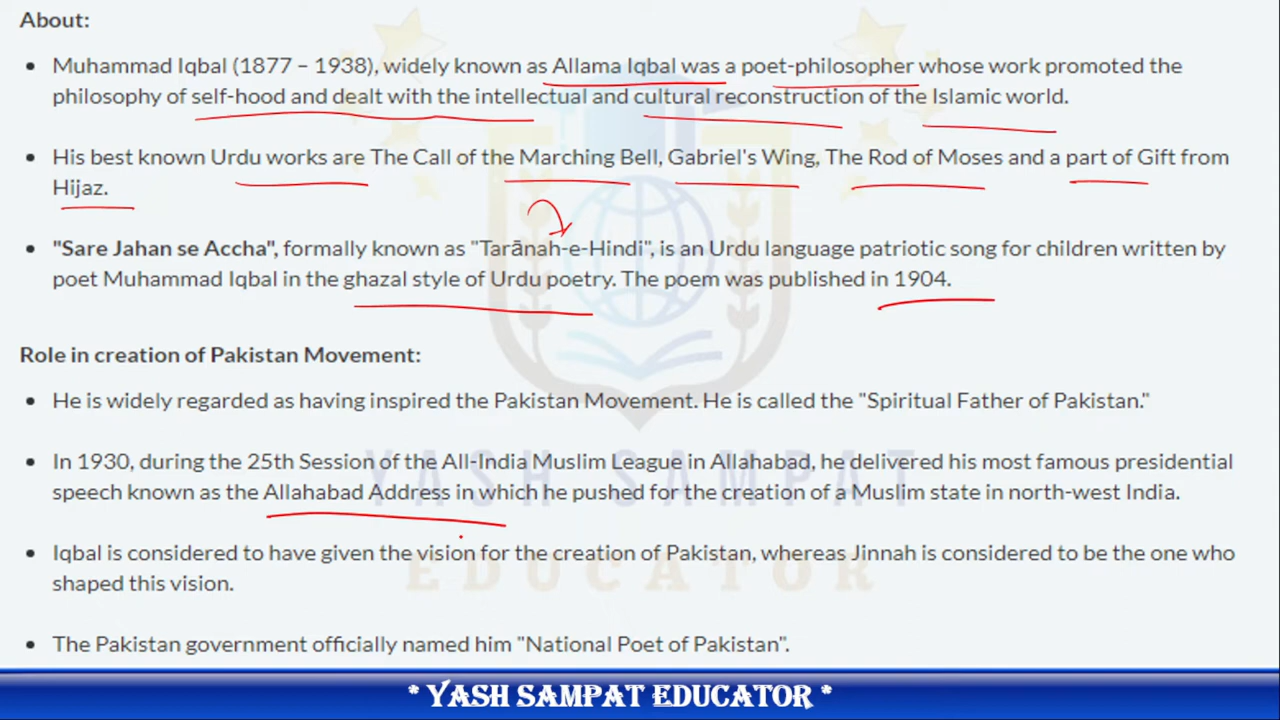 About:
Muhammad Iqbal (1877 – 1938), widely known as Allama Iqbal was a poet-philosopher whose work promoted the
philosophy of self-hood and dealt with the intellectual and cultural reconstruction of the Islamic world.
His best known Urdu works are The Call of the Marching Bell, Gabriel's Wing, The Rod of Moses and a part of Gift from
Hijaz.
"Sare Jahan se Accha", formally known as "Tarānah-e-Hindi", is an Urdu language patriotic song for children written by
poet Muhammad Iqbal in the ghazal style of Urdu poetry. The poem was published in 1904.
Role in creation of Pakistan Movement:
He is widely regarded as having inspired the Pakistan Movement. He is called the "Spiritual Father of Pakistan."
In 1930, during the 25th Session of the All-India Muslim League in Allahabad, he delivered his most famous presidential
speech known as the Allahabad Address in which he pushed for the creation of a Muslim state in north-west India.
Iqbal is considered to have given the vision for the creation of Pakistan, whereas Jinnah is considered to be the one who
shaped this vision.
The Pakistan government officially named him "National Poet of Pakistan".
YASH SAMPAT
EDUCATOR
* YASH SAMPAT EDUCATOR *